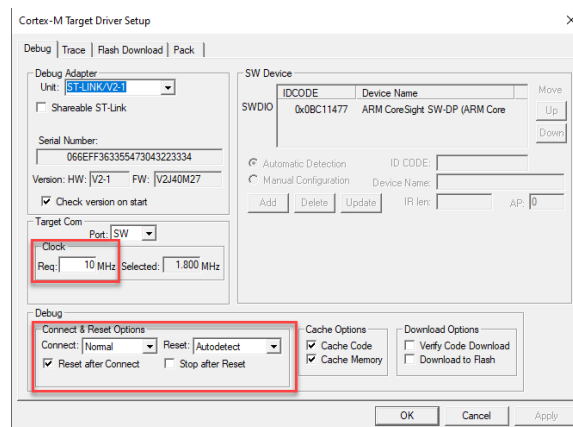 Cortex-M Target Driver Setup
Debug Trace Flash Download Pack
Debug Adapter
Unit: ST-LINK/V2-1
Shareable ST-Link
Serial Number:
066EFF363355473043223334
Version: HW: V2-1 FW: V2J40M27
Check version on start
Target Com
Port: SW
Clock
Req: 10 MHz Selected: 1.800 MHz
SW Device
IDCODE Device Name Move
SWDIO 0x0BC11477 ARM CoreSight SW-DP (ARM Core Up
Down
Automatic Detection ID CODE:
Manual Configuration Device Name:
Add Delete Update IR len: AP: 0
Debug
Connect & Reset Options
Connect: Normal Reset: Autodetect
Reset after Connect Stop after Reset
Cache Options
Cache Code
Cache Memory
Download Options
Verify Code Download
Download to Flash
OK Cancel Apply